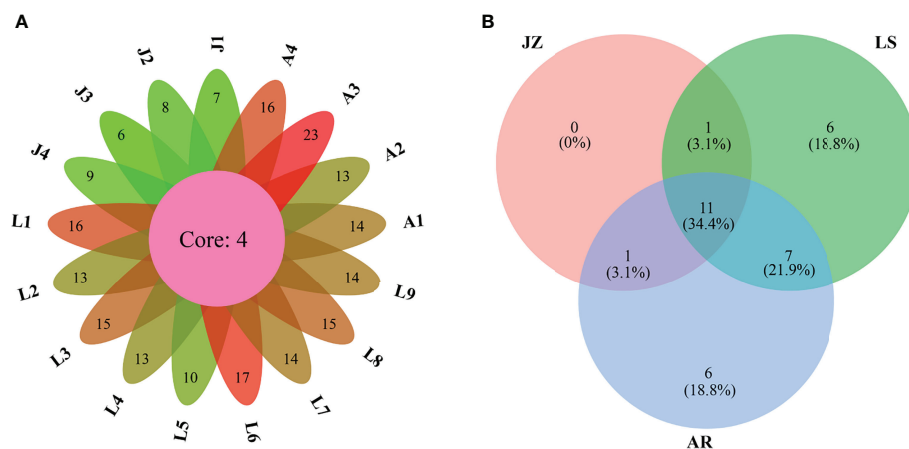 A
J1
J2
J3
J4
L1
L2
L3
L4
L5
L6
L7
L8
L9
A1
A2
A3
A4
7
8
6
9
16
13
15
13
10
17
14
15
14
14
13
23
16
Core: 4
B
JZ
LS
AR
0
(0%)
1
(3.1%)
6
(18.8%)
11
(34.4%)
1
(3.1%)
7
(21.9%)
6
(18.8%)